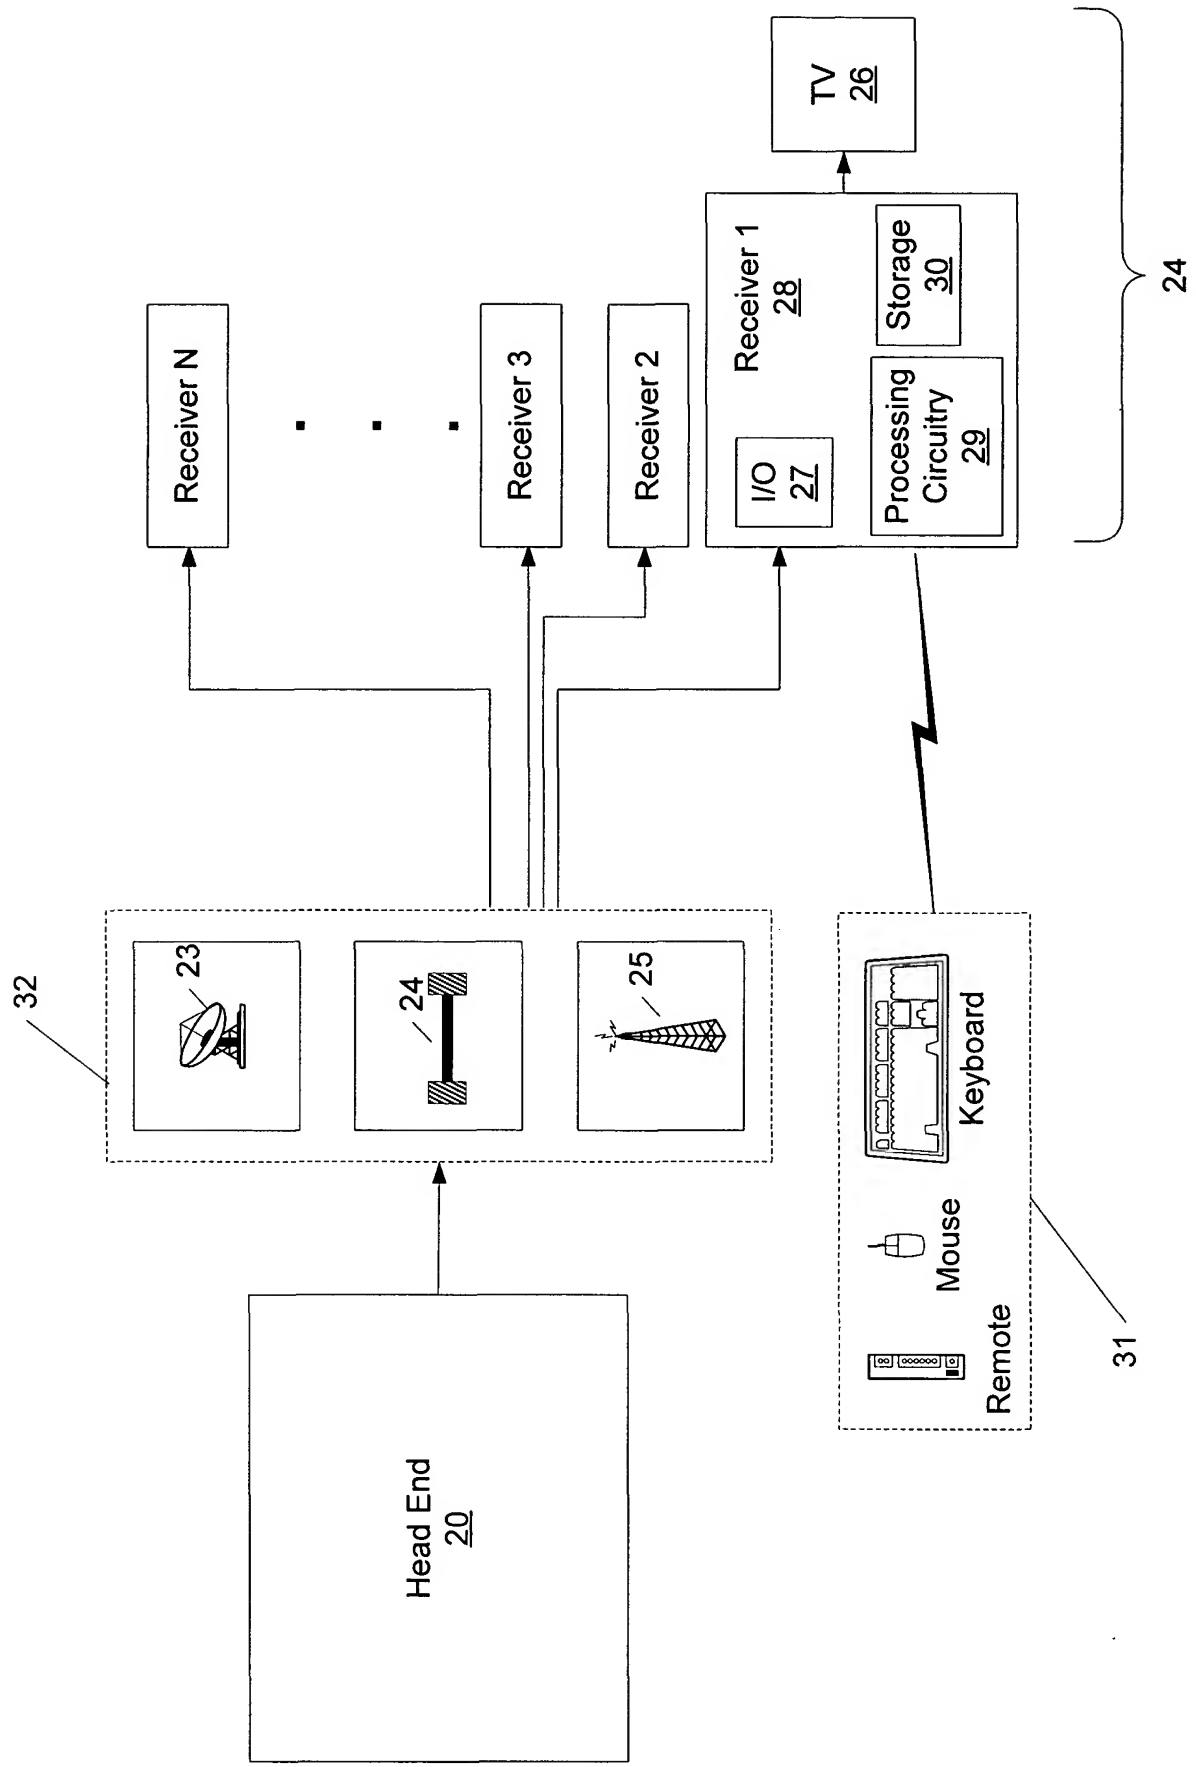 32
23
24
25
Head End
20
Receiver N
Receiver 3
Receiver 2
Receiver 1
28
I/O
27
Processing
Circuitry
29
Storage
30
TV
26
24
Remote
Mouse
Keyboard
31